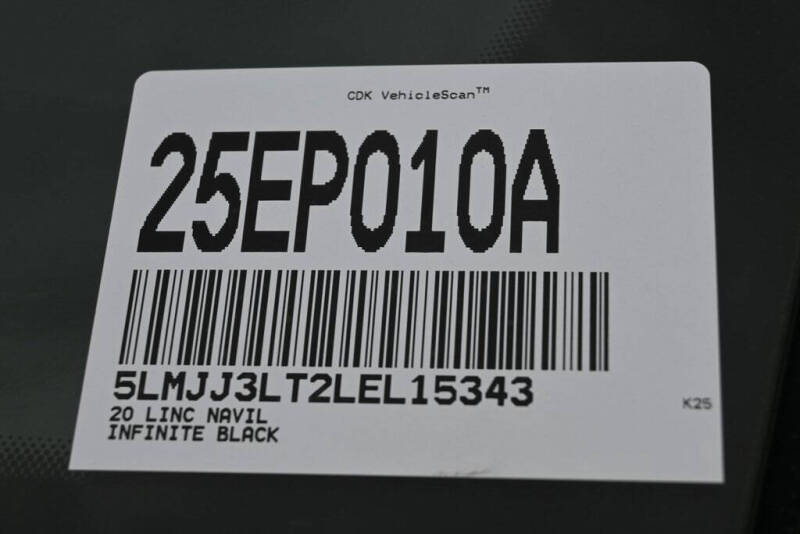 CDK VehicleScan™
25EP010A
5LMJJ3LT2LEL15343
K25
20 LINC NAVIL
INFINITE BLACK